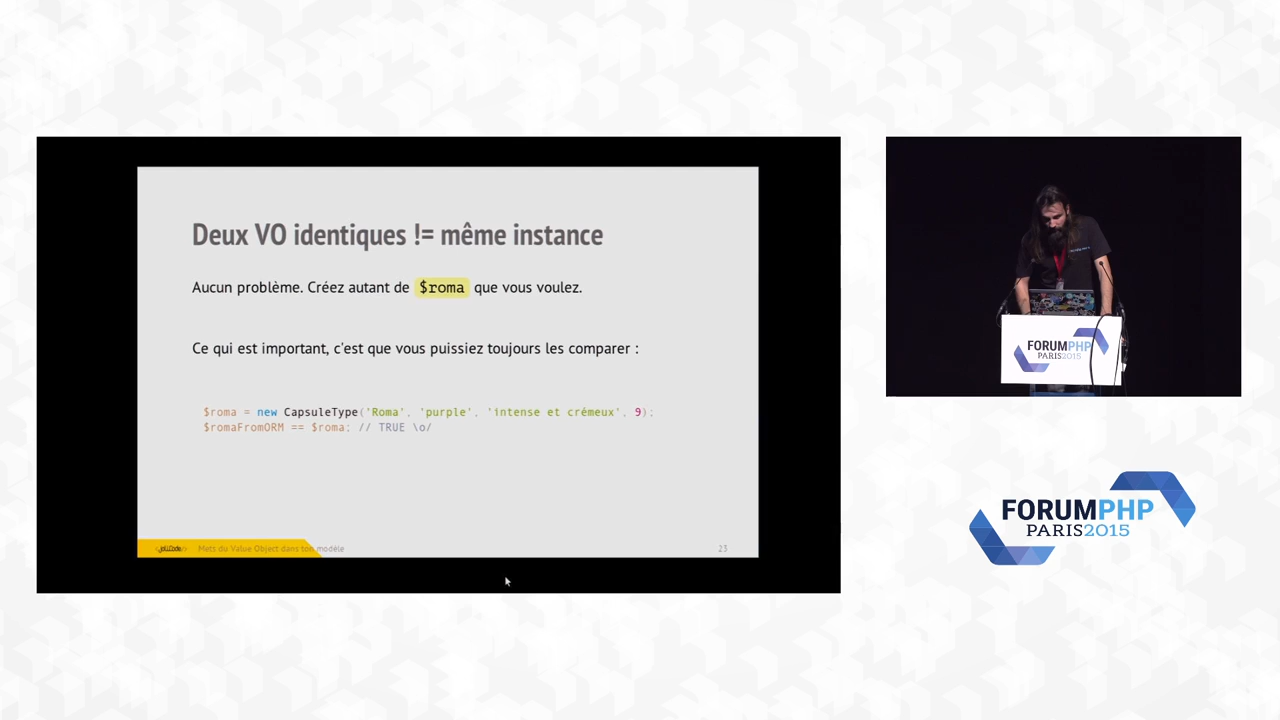 Deux VO identiques != même instance
Aucun problème. Créez autant de $roma que vous voulez.
Ce qui est important, c'est que vous puissiez toujours les comparer :
$roma = new CapsuleType('Roma', 'purple', 'intense et crémeux', 9);
$romaFromORM == $roma; // TRUE \o/
JoliCode
Mets du Value Object dans ton modèle
23
FORUMPHP
PARIS2015
FORUMPHP
PARIS2015